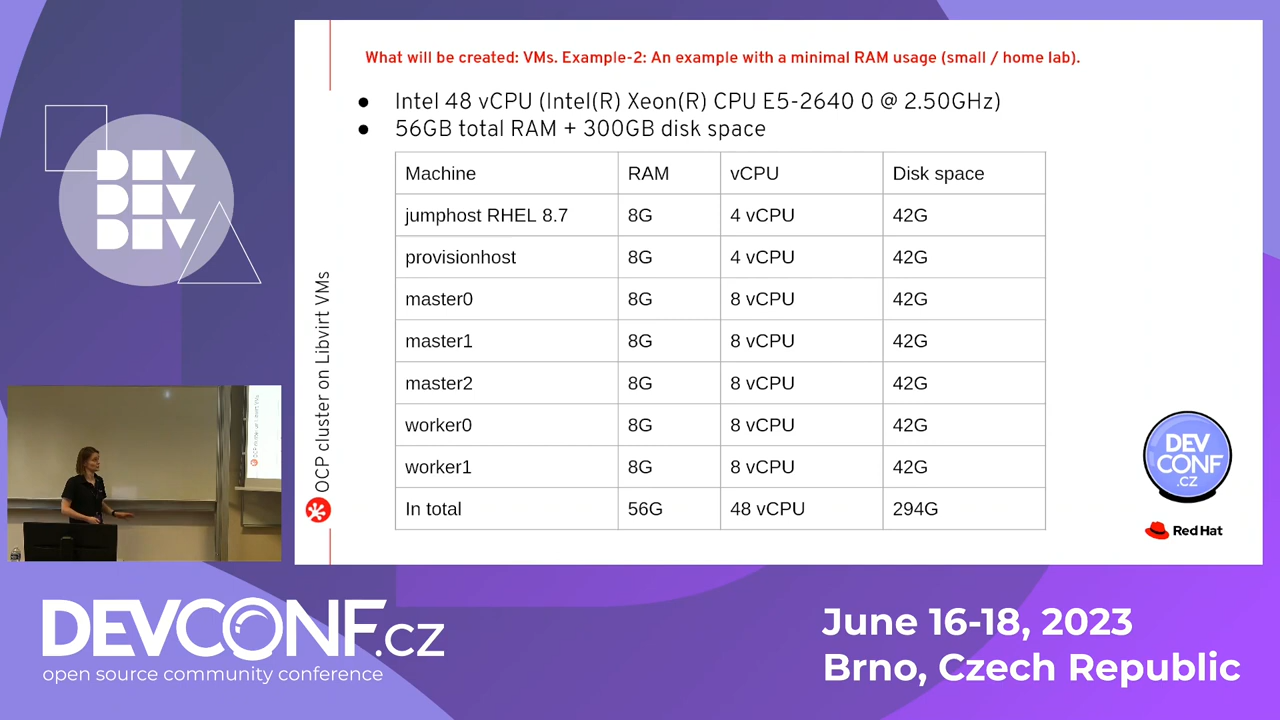 What will be created: VMs. Example-2: An example with a minimal RAM usage (small / home lab).
● Intel 48 vCPU (Intel(R) Xeon(R) CPU E5-2640 0 @ 2.50GHz)
● 56GB total RAM + 300GB disk space
Machine RAM vCPU Disk space
jumphost RHEL 8.7 8G 4 vCPU 42G
provisionhost 8G 4 vCPU 42G
master0 8G 8 vCPU 42G
master1 8G 8 vCPU 42G
master2 8G 8 vCPU 42G
worker0 8G 8 vCPU 42G
worker1 8G 8 vCPU 42G
In total 56G 48 vCPU 294G
OCP cluster on Libvirt VMs
DEV
CONF
.CZ
Red Hat
DEV
DEV
DEV
DEVCONF.cz
open source community conference
June 16-18, 2023
Brno, Czech Republic